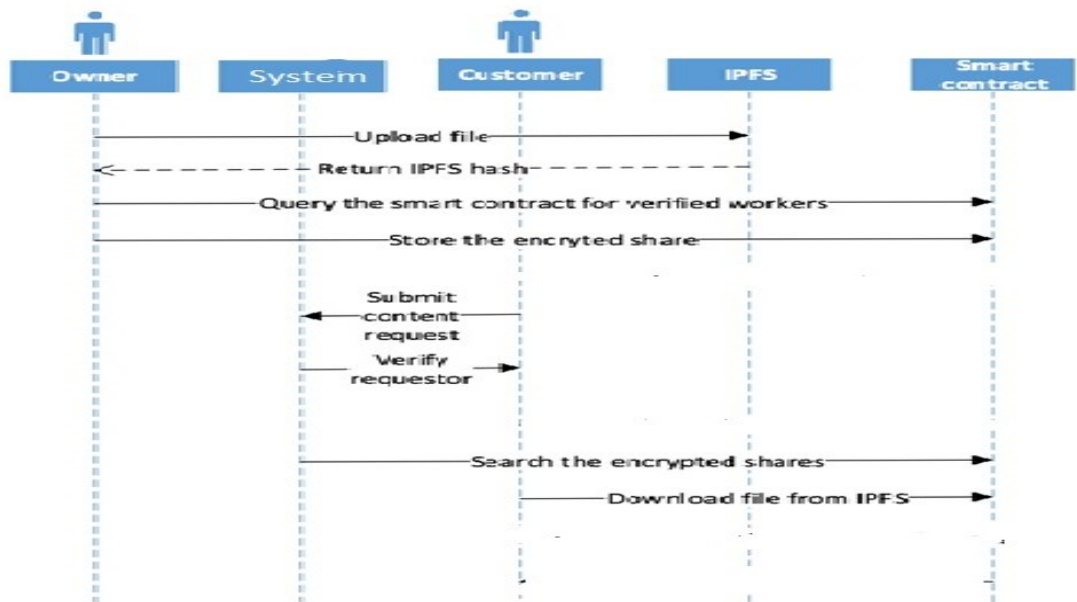 Owner
System
Customer
IPFS
Smart
contract
Upload file
Return IPFS hash
Query the smart contract for verified workers
Store the encryted share
Submit
content
request
Verify
requestor
Search the encrypted shares
Download file from IPFS